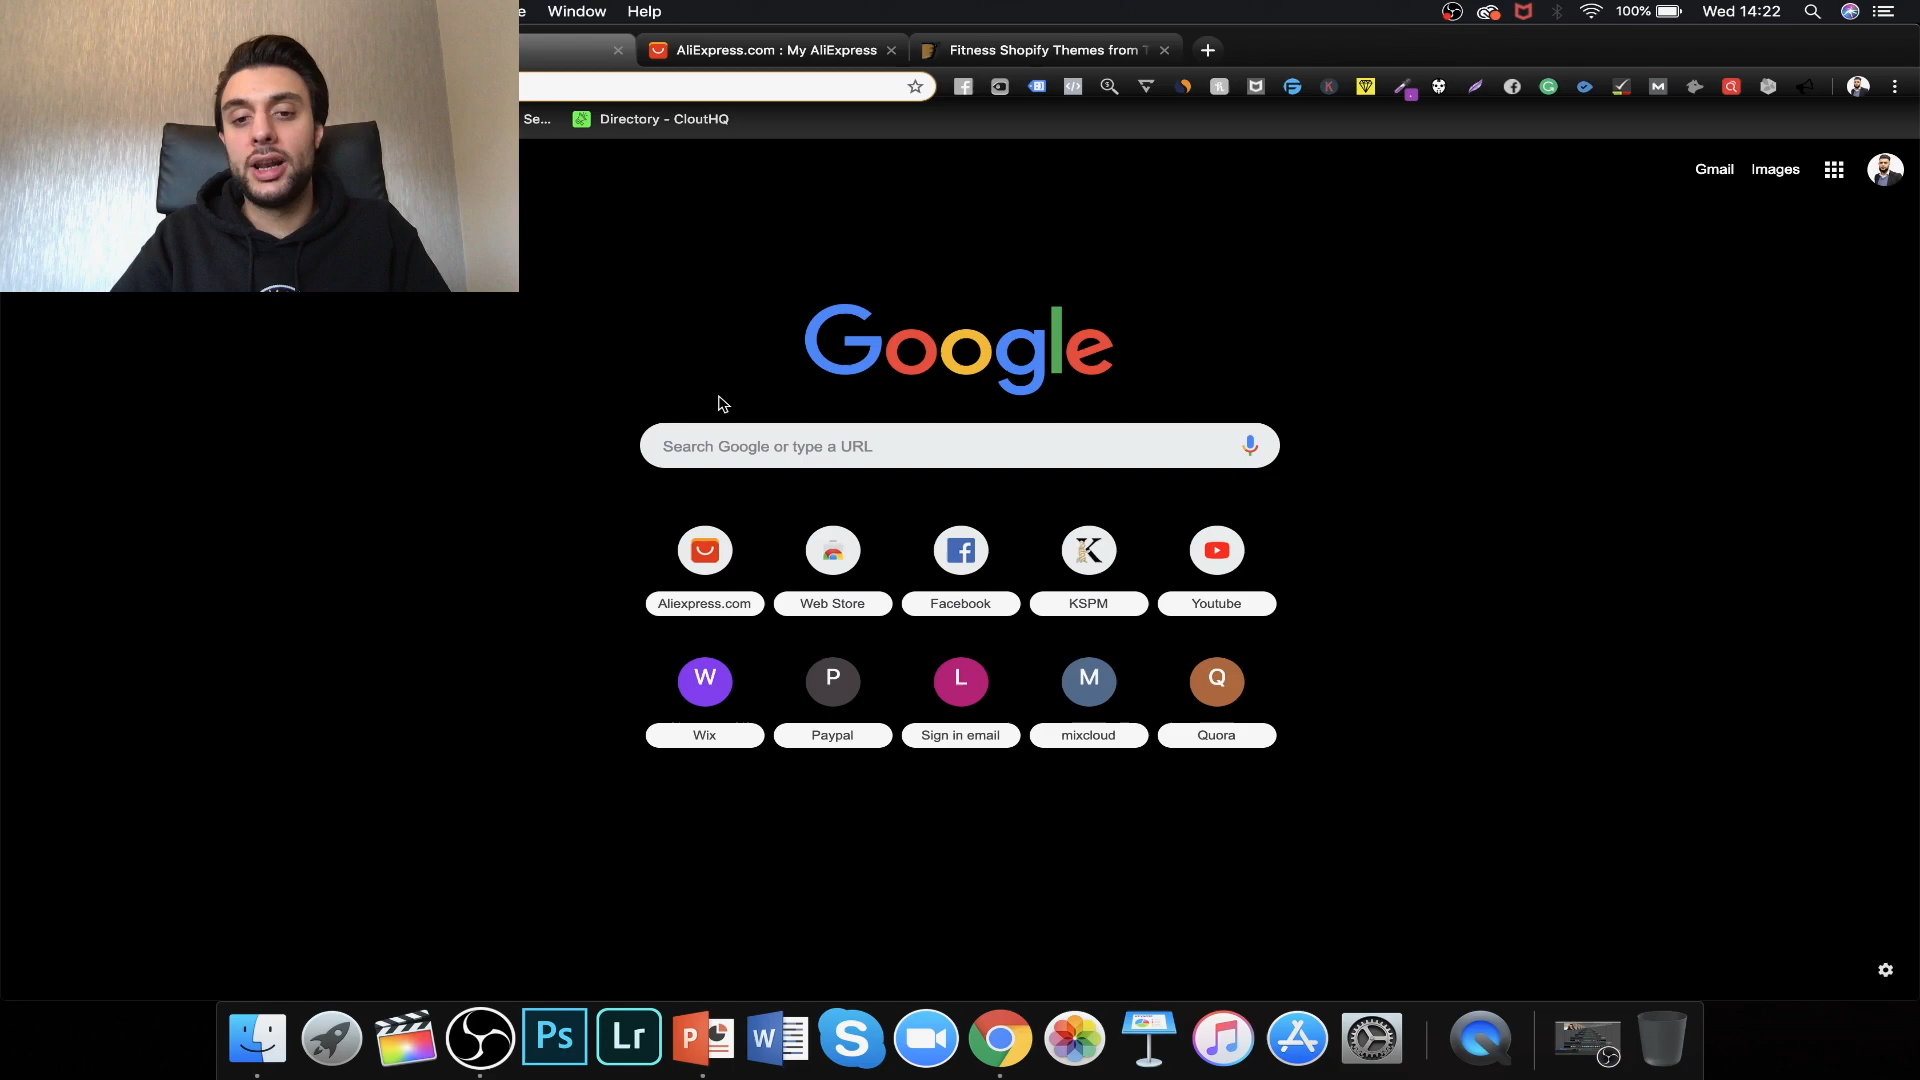 e Window Help 100% Wed 14:22
AliExpress.com : My AliExpress Fitness Shopify Themes from T
Se... Directory - CloutHQ
Gmail Images
Google
Search Google or type a URL
Aliexpress.com Web Store Facebook KSPM Youtube
W P L M Q
Wix Paypal Sign in email mixcloud Quora
Ps Lr P W S